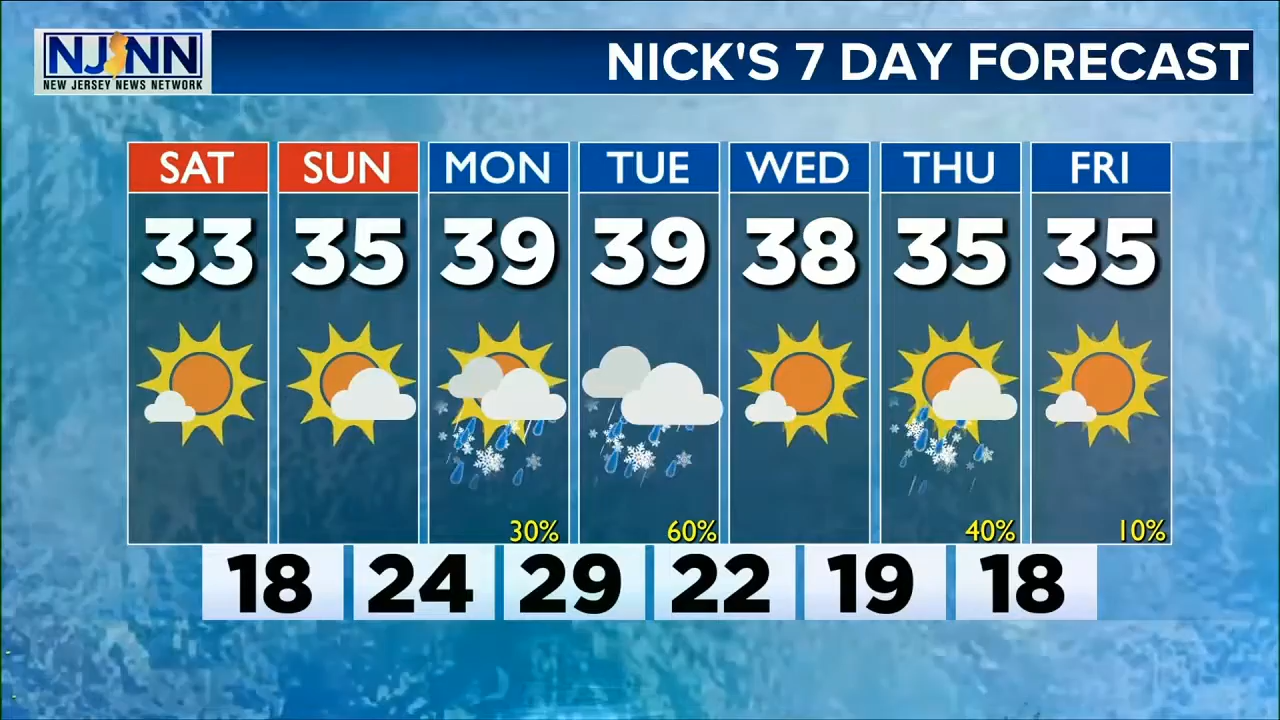 NJNN
NEW JERSEY NEWS NETWORK
NICK'S 7 DAY FORECAST
SAT SUN MON TUE WED THU FRI
33 35 39 39 38 35 35
30% 60% 40% 10%
18 24 29 22 19 18